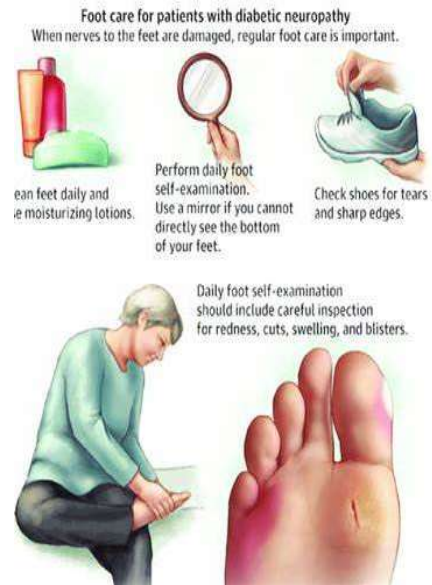 Foot care for patients with diabetic neuropathy
When nerves to the feet are damaged, regular foot care is important.
ean feet daily and
e moisturizing lotions.
Perform daily foot
self-examination.
Use a mirror if you cannot
directly see the bottom
of your feet.
Check shoes for tears
and sharp edges.
Daily foot self-examination
should include careful inspection
for redness, cuts, swelling, and blisters.